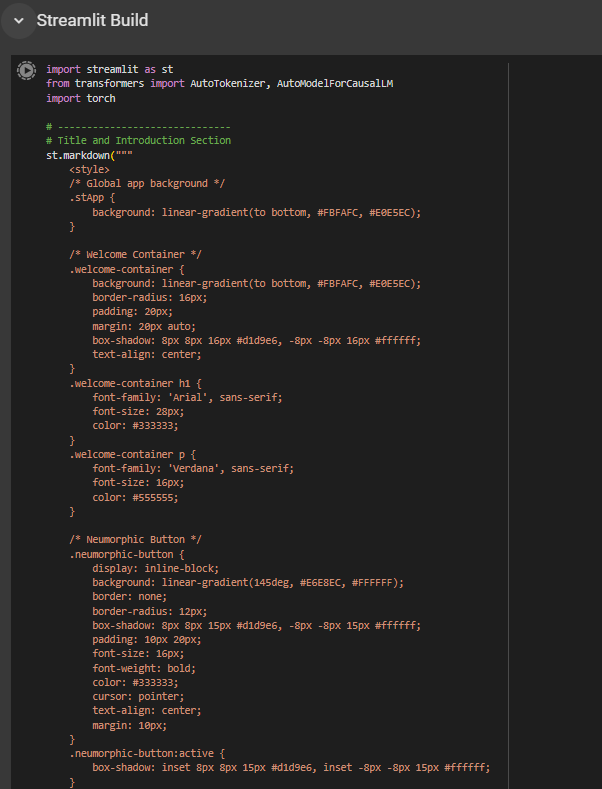 Streamlit Build
import streamlit as st
from transformers import AutoTokenizer, AutoModelForCausalLM
import torch
# ------------------------------
# Title and Introduction Section
st.markdown("""
<style>
/* Global app background */
.stApp {
background: linear-gradient(to bottom, #FBFAFC, #E0E5EC);
}
/* Welcome Container */
.welcome-container {
background: linear-gradient(to bottom, #FBFAFC, #E0E5EC);
border-radius: 16px;
padding: 20px;
margin: 20px auto;
box-shadow: 8px 8px 16px #d1d9e6, -8px -8px 16px #ffffff;
text-align: center;
}
.welcome-container h1 {
font-family: 'Arial', sans-serif;
font-size: 28px;
color: #333333;
}
.welcome-container p {
font-family: 'Verdana', sans-serif;
font-size: 16px;
color: #555555;
}
/* Neumorphic Button */
.neumorphic-button {
display: inline-block;
background: linear-gradient(145deg, #E6E8EC, #FFFFFF);
border: none;
border-radius: 12px;
box-shadow: 8px 8px 15px #d1d9e6, -8px -8px 15px #ffffff;
padding: 10px 20px;
font-size: 16px;
font-weight: bold;
color: #333333;
cursor: pointer;
text-align: center;
margin: 10px;
}
.neumorphic-button:active {
box-shadow: inset 8px 8px 15px #d1d9e6, inset -8px -8px 15px #ffffff;
}